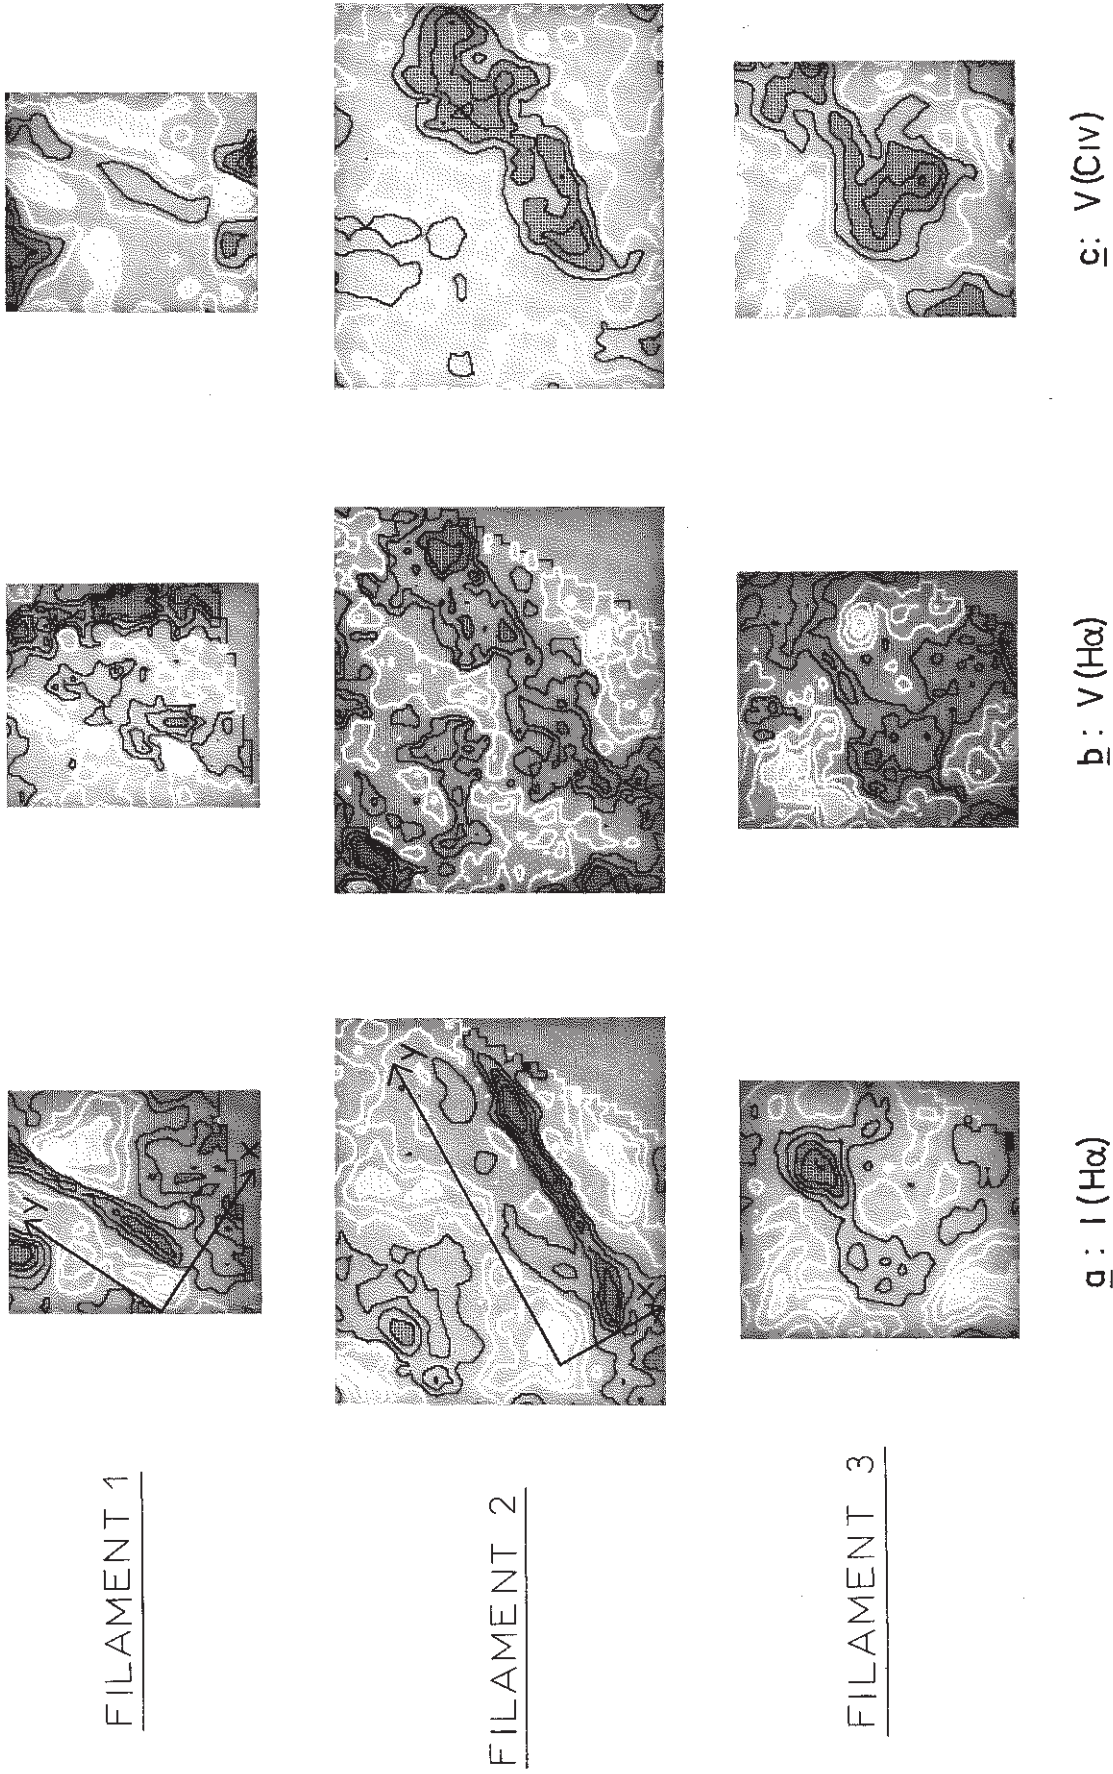 FILAMENT 1
y
x
FILAMENT 2
y
x
FILAMENT 3
a : I (Hα)
b : V (Hα)
c : V (CIV)